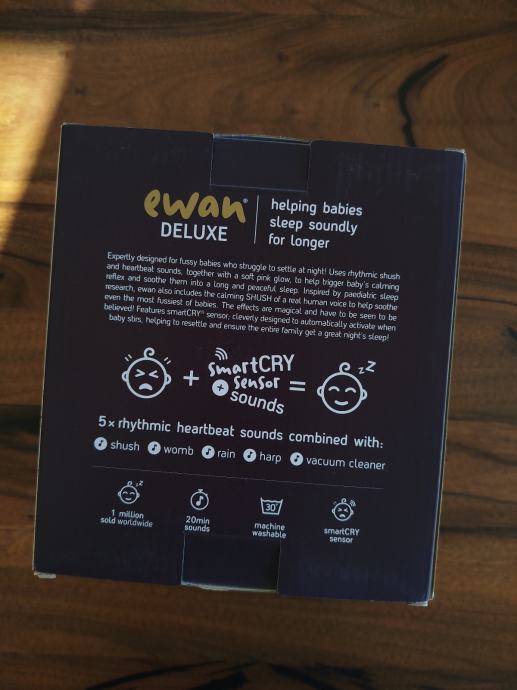 ewan®
DELUXE
helping babies
sleep soundly
for longer
Expertly designed for fussy babies who struggle to settle at night! Uses rhythmic shush
and heartbeat sounds, together with a soft pink glow, to help trigger baby's calming
reflex and soothe them into a long and peaceful sleep. Inspired by paediatric sleep
research, ewan also includes the calming SHUSH of a real human voice to help soothe
even the most fussiest of babies. The effects are magical and have to be seen to be
believed! Features smartCRY® sensor, cleverly designed to automatically activate when
baby stirs, helping to resettle and ensure the entire family get a great night's sleep!
+ smartCRY
sensor
+ sounds =
z Z Z
5x rhythmic heartbeat sounds combined with:
shush womb rain harp vacuum cleaner
1 million
sold worldwide
20min
sounds
30°
machine
washable
smartCRY
sensor